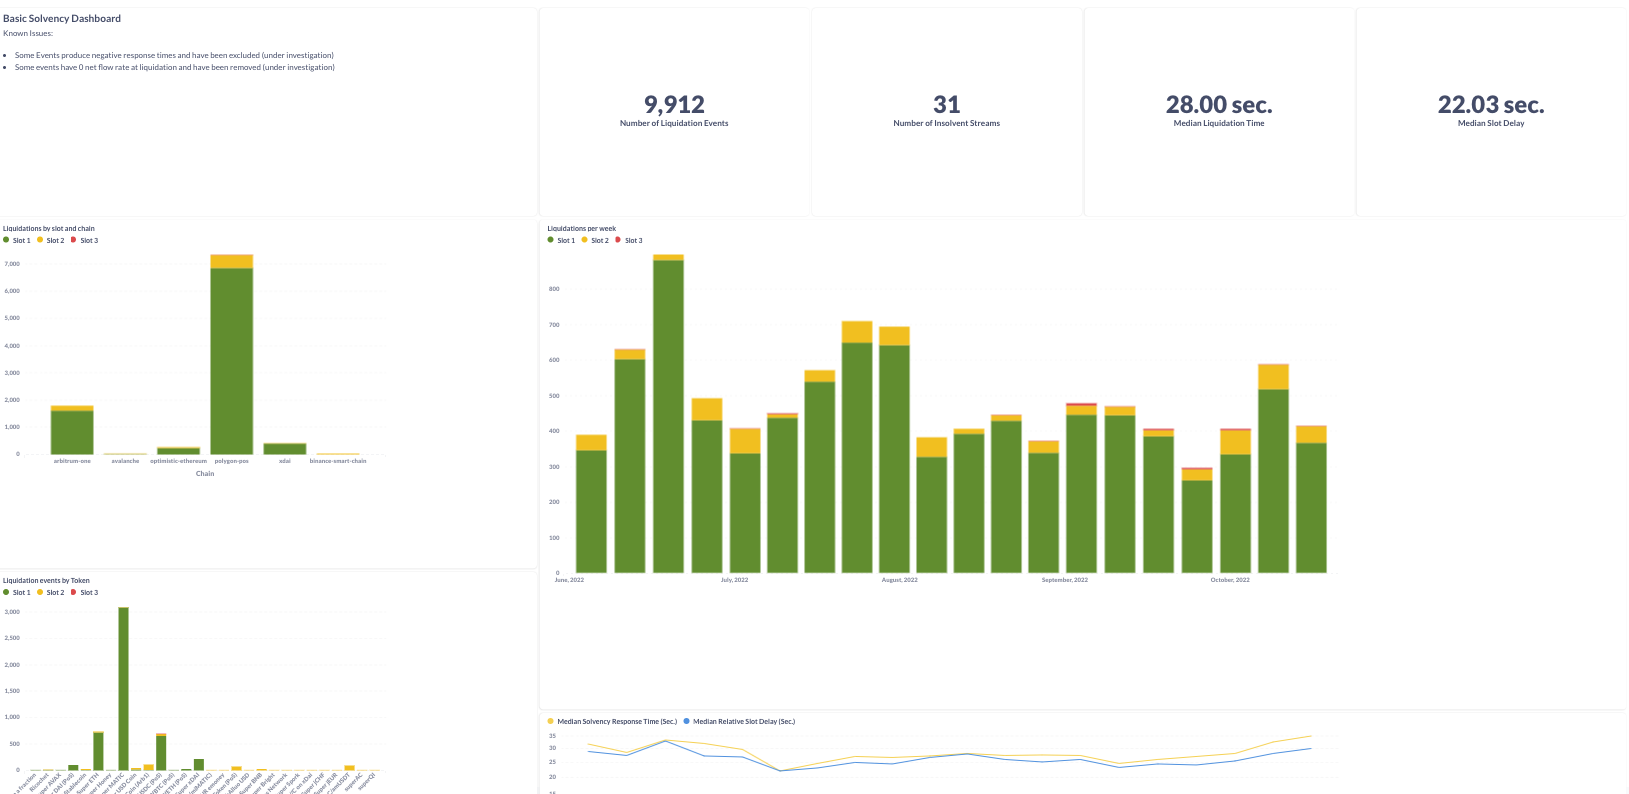 Basic Solvency Dashboard
Known Issues:
Some Events produce negative response times and have been excluded (under investigation)
Some events have 0 net flow rate at liquidation and have been removed (under investigation)
9,912
Number of Liquidation Events
31
Number of Insolvent Streams
28.00 sec.
Median Liquidation Time
22.03 sec.
Median Slot Delay
Liquidations by slot and chain
Slot 1 Slot 2 Slot 3
7,000
6,000
5,000
4,000
3,000
2,000
1,000
0
arbitrum-one avalanche optimistic-ethereum polygon-pos xdai binance-smart-chain
Chain
Liquidations per week
Slot 1 Slot 2 Slot 3
800
700
600
500
400
300
200
100
0
June, 2022 July, 2022 August, 2022 September, 2022 October, 2022
Liquidation events by Token
Slot 1 Slot 2 Slot 3
3,000
2,500
2,000
1,500
1,000
500
0
Ricochet
Super ETH
superAC
superQI
Median Solvency Response Time (Sec.) Median Relative Slot Delay (Sec.)
35
30
25
20
15